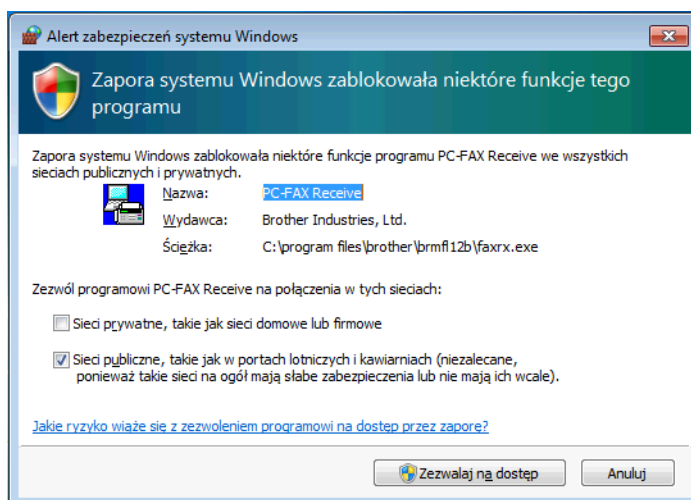 Alert zabezpieczeń systemu Windows
Zapora systemu Windows zablokowała niektóre funkcje tego
programu
Zapora systemu Windows zablokowała niektóre funkcje programu PC-FAX Receive we wszystkich
sieciach publicznych i prywatnych.
Nazwa: PC-FAX Receive
Wydawca: Brother Industries, Ltd.
Ścieżka: C:\program files\brother\brmfl12b\faxrx.exe
Zezwól programowi PC-FAX Receive na połączenia w tych sieciach:
Sieci prywatne, takie jak sieci domowe lub firmowe
Sieci publiczne, takie jak w portach lotniczych i kawiarniach (niezalecane,
ponieważ takie sieci na ogół mają słabe zabezpieczenia lub nie mają ich wcale).
Jakie ryzyko wiąże się z zezwoleniem programowi na dostęp przez zaporę?
Zezwalaj na dostęp Anuluj